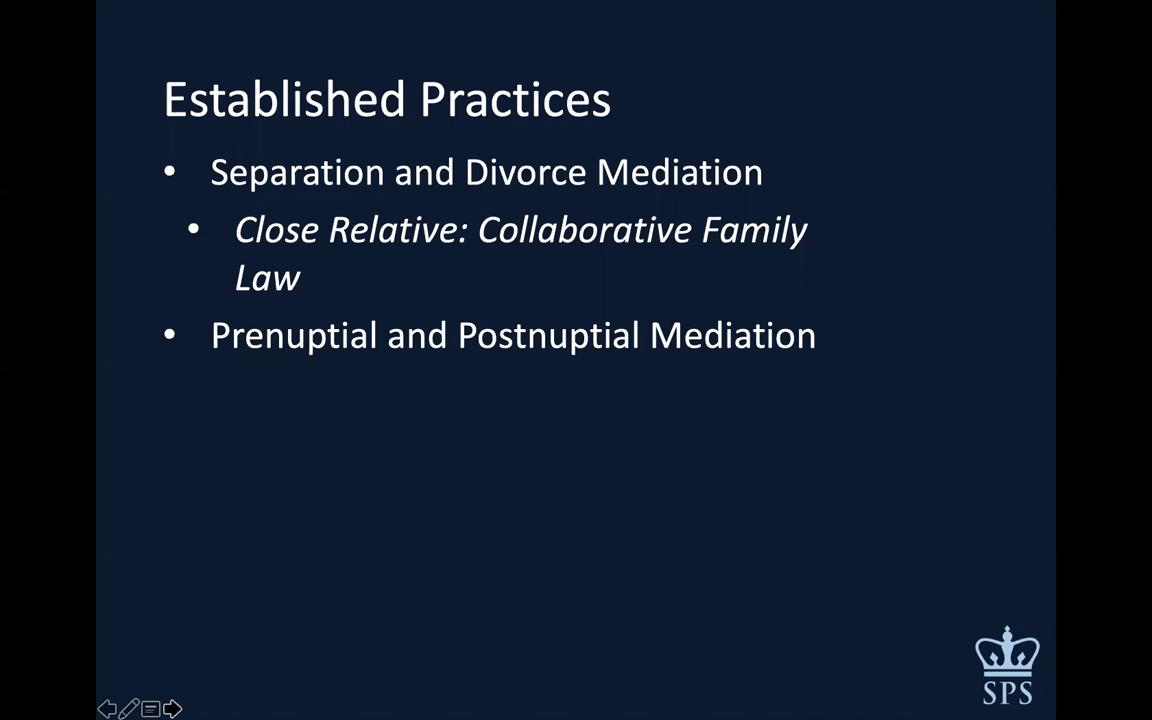 Established Practices
• Separation and Divorce Mediation
• Close Relative: Collaborative Family
Law
• Prenuptial and Postnuptial Mediation
SPS